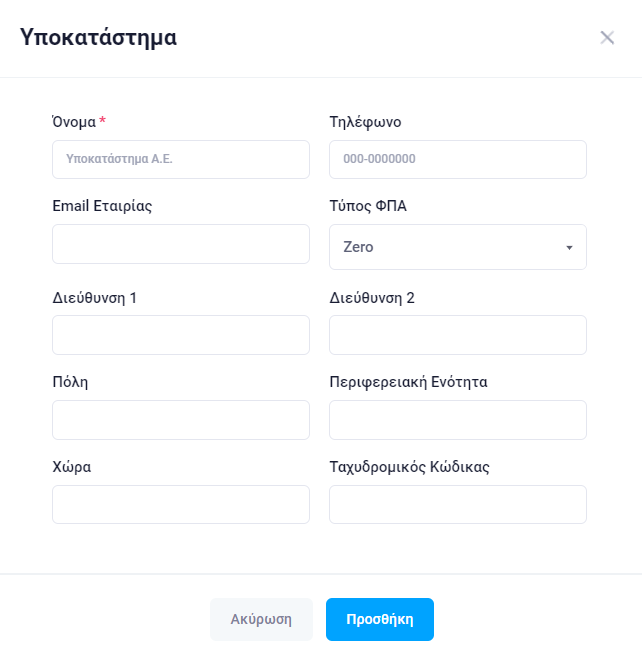 Υποκατάστημα
Όνομα *
Τηλέφωνο
Υποκατάστημα Α.Ε.
000-0000000
Email Εταιρίας
Τύπος ΦΠΑ
Zero
Διεύθυνση 1
Διεύθυνση 2
Πόλη
Περιφερειακή Ενότητα
Χώρα
Ταχυδρομικός Κώδικας
Ακύρωση
Προσθήκη